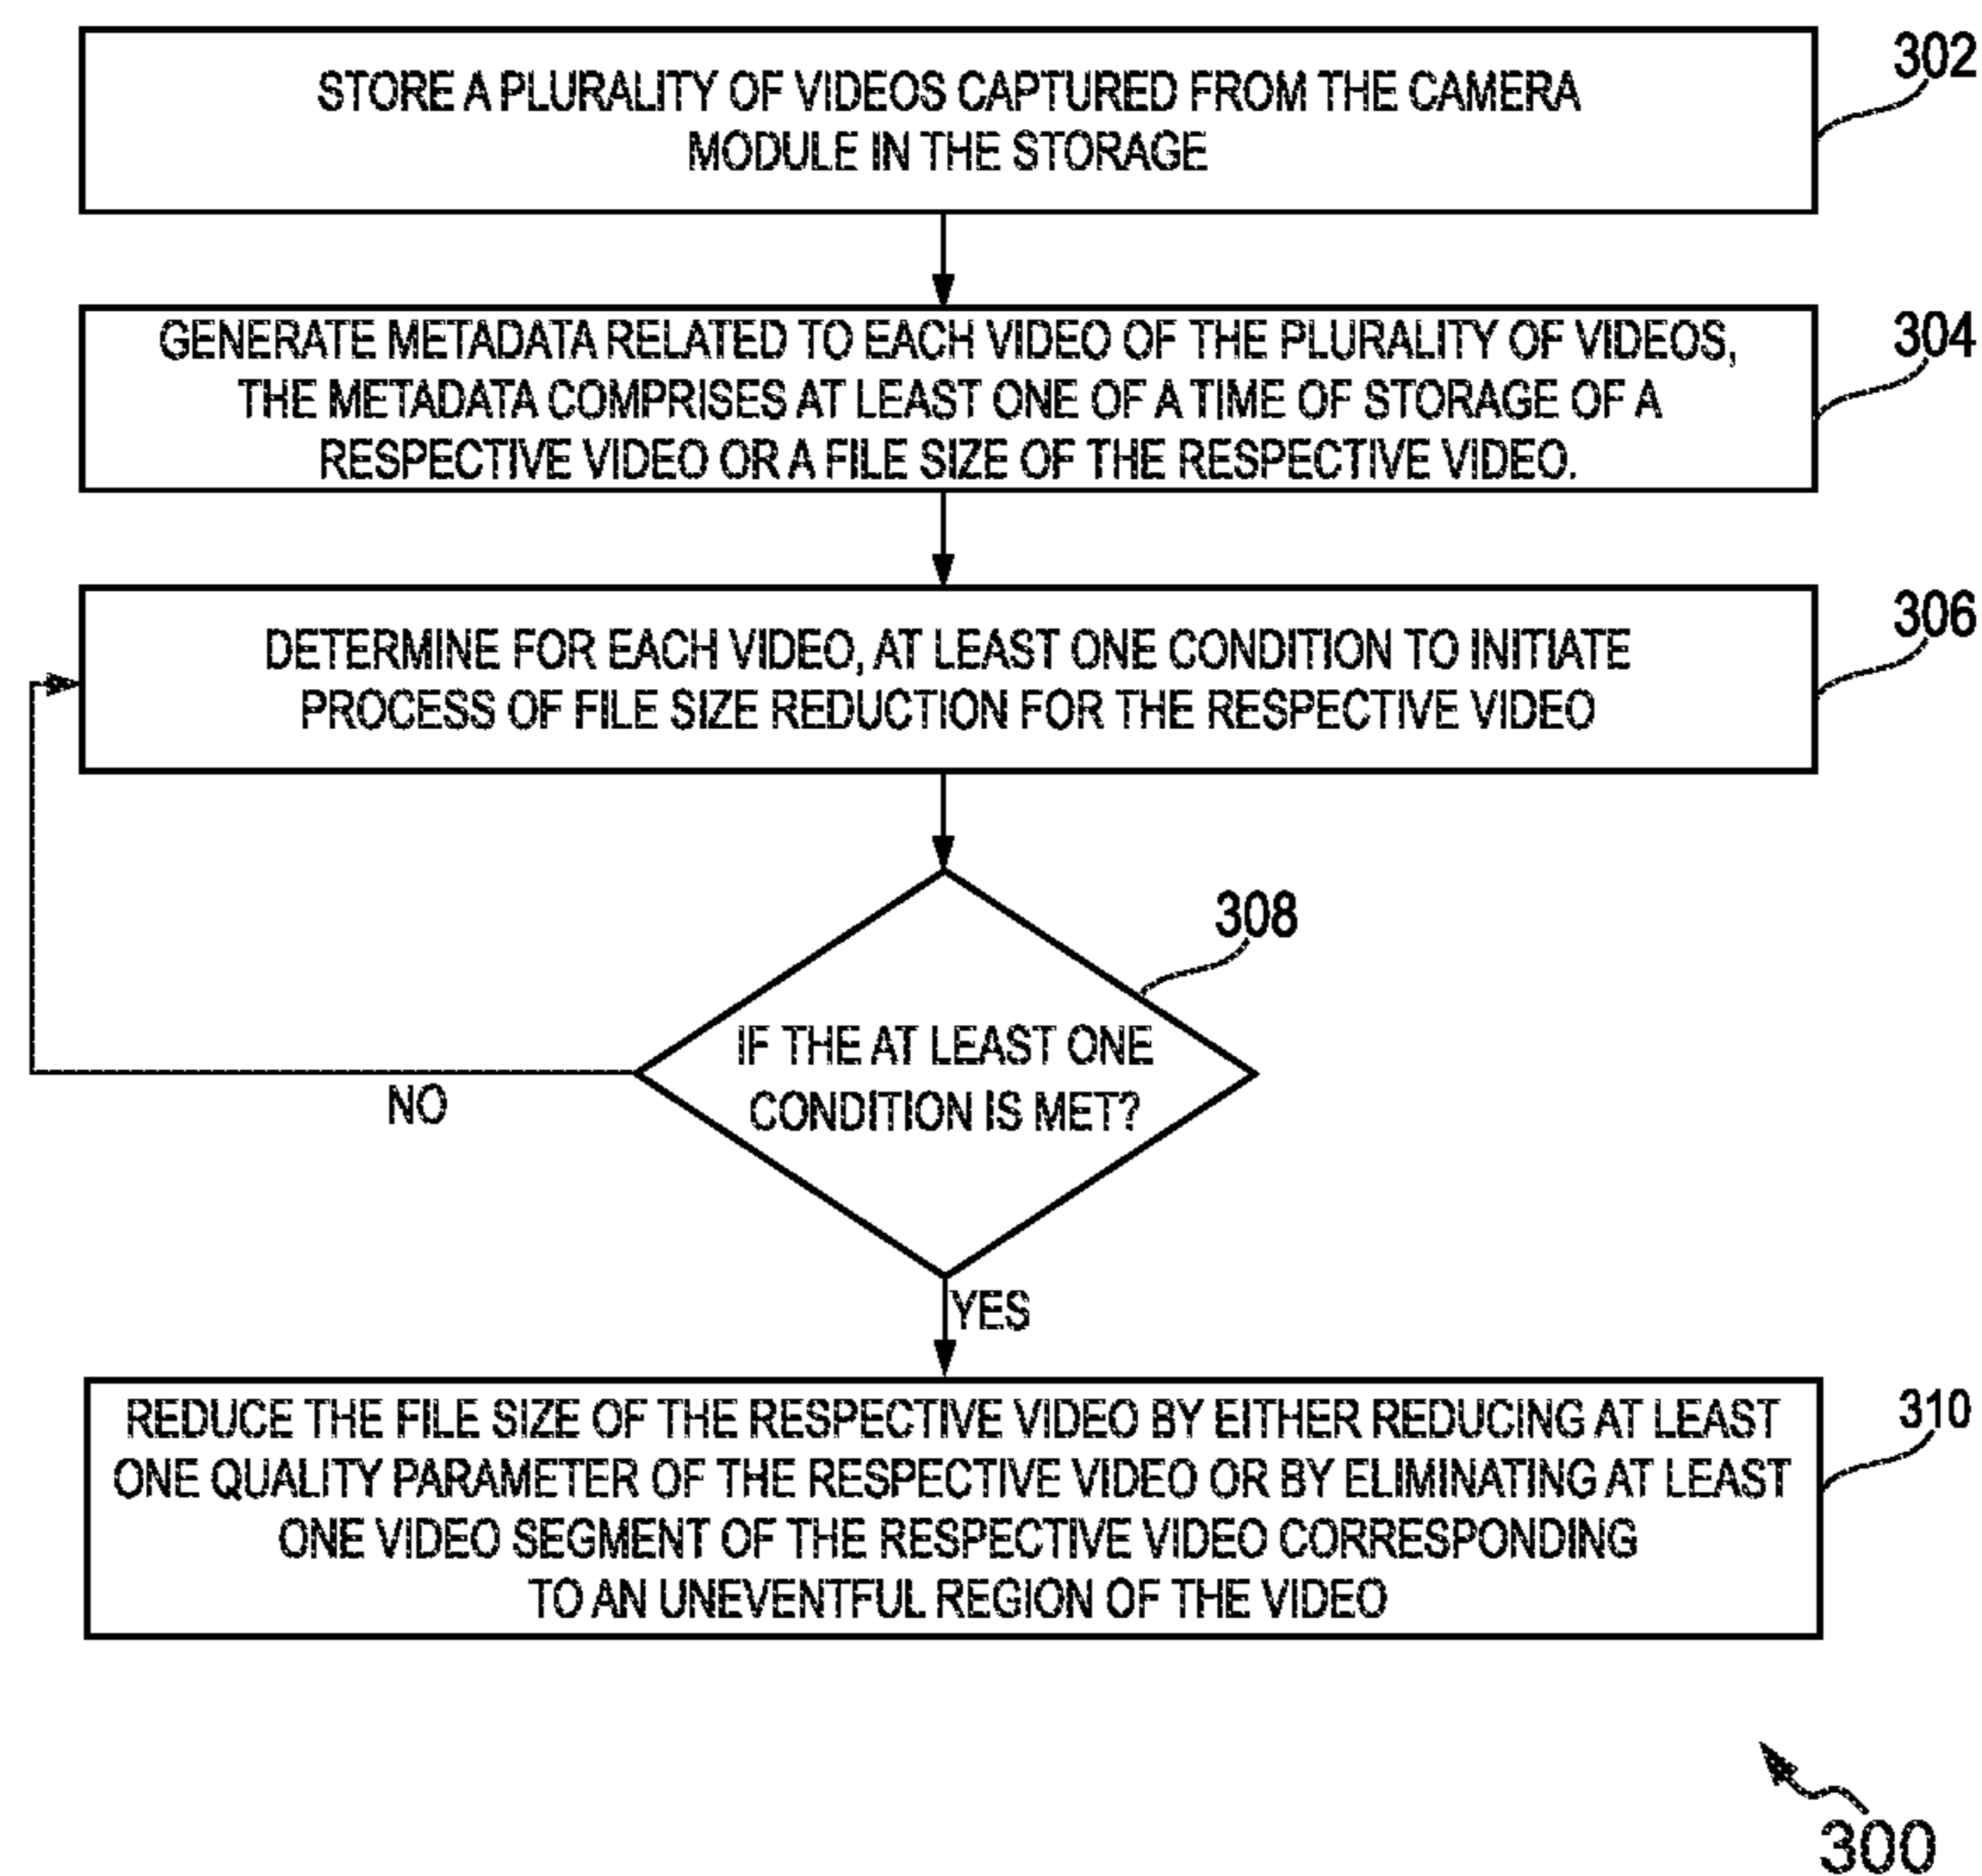 STORE A PLURALITY OF VIDEOS CAPTURED FROM THE CAMERA
MODULE IN THE STORAGE
302
GENERATE METADATA RELATED TO EACH VIDEO OF THE PLURALITY OF VIDEOS,
THE METADATA COMPRISES AT LEAST ONE OF A TIME OF STORAGE OF A
RESPECTIVE VIDEO OR A FILE SIZE OF THE RESPECTIVE VIDEO.
304
DETERMINE FOR EACH VIDEO, AT LEAST ONE CONDITION TO INITIATE
PROCESS OF FILE SIZE REDUCTION FOR THE RESPECTIVE VIDEO
306
308
IF THE AT LEAST ONE
CONDITION IS MET?
NO
YES
REDUCE THE FILE SIZE OF THE RESPECTIVE VIDEO BY EITHER REDUCING AT LEAST
ONE QUALITY PARAMETER OF THE RESPECTIVE VIDEO OR BY ELIMINATING AT LEAST
ONE VIDEO SEGMENT OF THE RESPECTIVE VIDEO CORRESPONDING
TO AN UNEVENTFUL REGION OF THE VIDEO
310
300